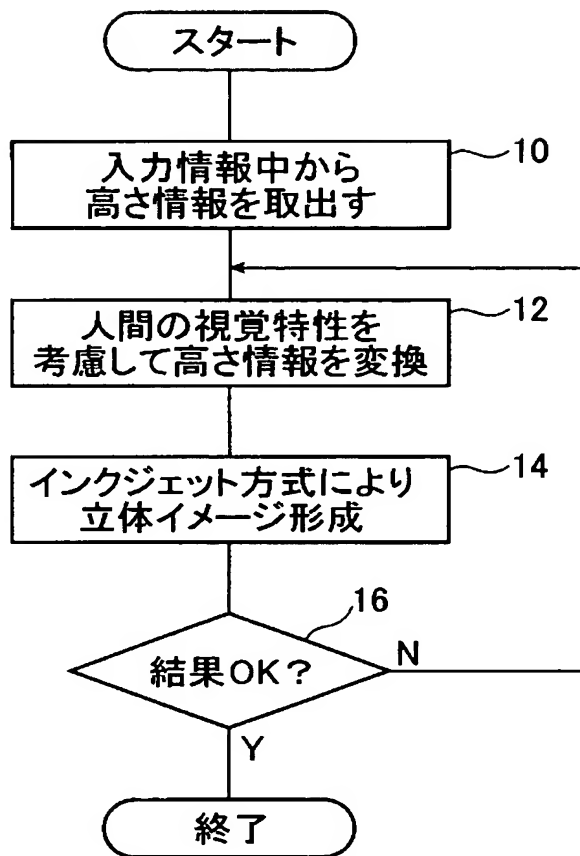 スタート
入力情報中から
高さ情報を取出す
10
人間の視覚特性を
考慮して高さ情報を変換
12
インクジェット方式により
立体イメージ形成
14
16
結果OK?
N
Y
終了